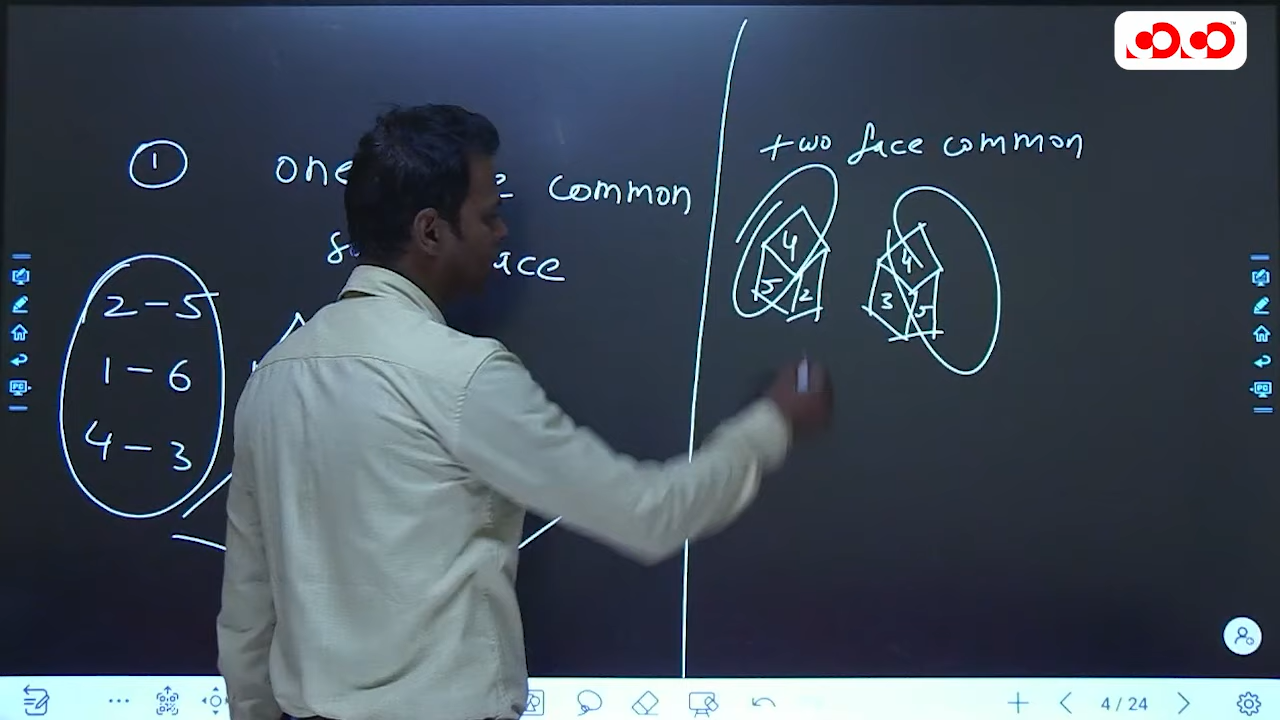 1
one common
ace
2 - 5
1 - 6
4 - 3
two face common
4
5 2
4
3 5
4 / 24